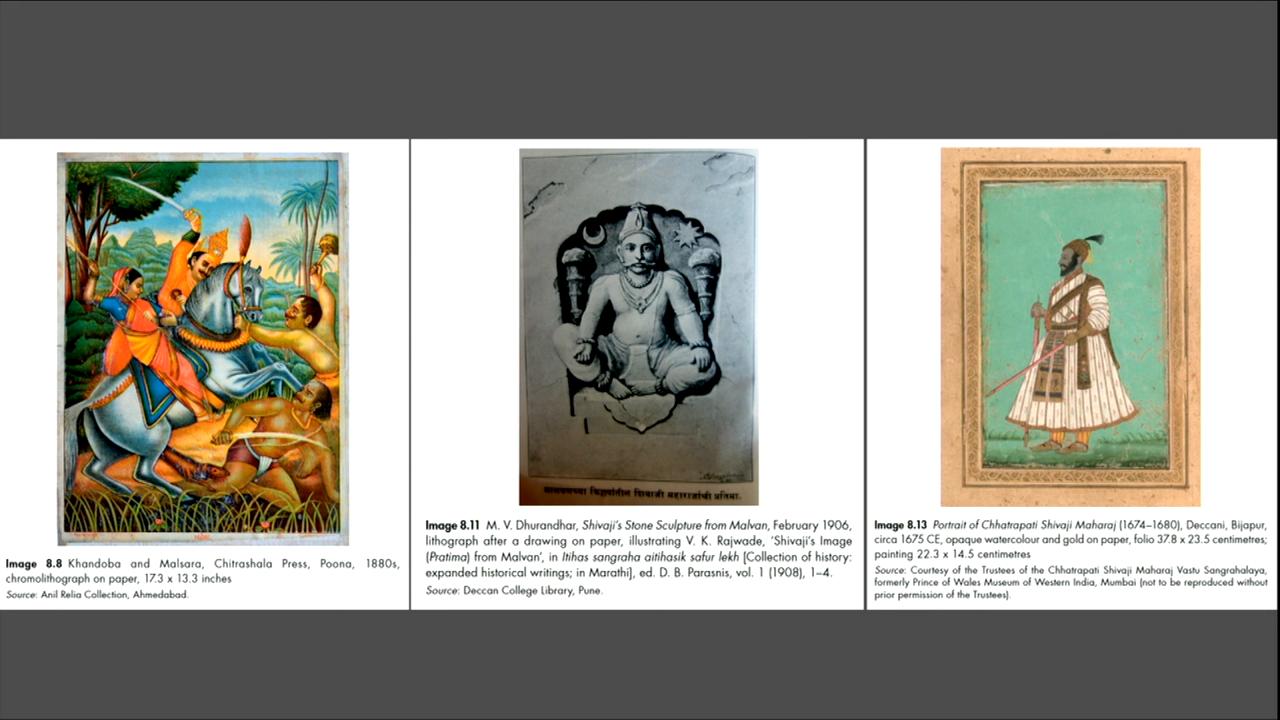 Image 8.8 Khandoba and Malsara, Chitrashala Press, Poona, 1880s,
chromolithograph on paper, 17.3 x 13.3 inches
Source: Anil Relia Collection, Ahmedabad.
मालवणच्या किल्ल्यांतील शिवाजी महाराजांची प्रतिमा.
Image 8.11 M. V. Dhurandhar, Shivaji's Stone Sculpture from Malvan, February 1906,
lithograph after a drawing on paper, illustrating V. K. Rajwade, 'Shivaji's Image
(Pratima) from Malvan', in Itihas sangraha aitihasik safur lekh [Collection of history:
expanded historical writings; in Marathi], ed. D. B. Parasnis, vol. 1 (1908), 1–4.
Source: Deccan College Library, Pune.
Image 8.13 Portrait of Chhatrapati Shivaji Maharaj (1674–1680), Deccani, Bijapur,
circa 1675 CE, opaque watercolour and gold on paper, folio 37.8 x 23.5 centimetres;
painting 22.3 x 14.5 centimetres
Source: Courtesy of the Trustees of the Chhatrapati Shivaji Maharaj Vastu Sangrahalaya,
formerly Prince of Wales Museum of Western India, Mumbai (not to be reproduced without
prior permission of the Trustees).